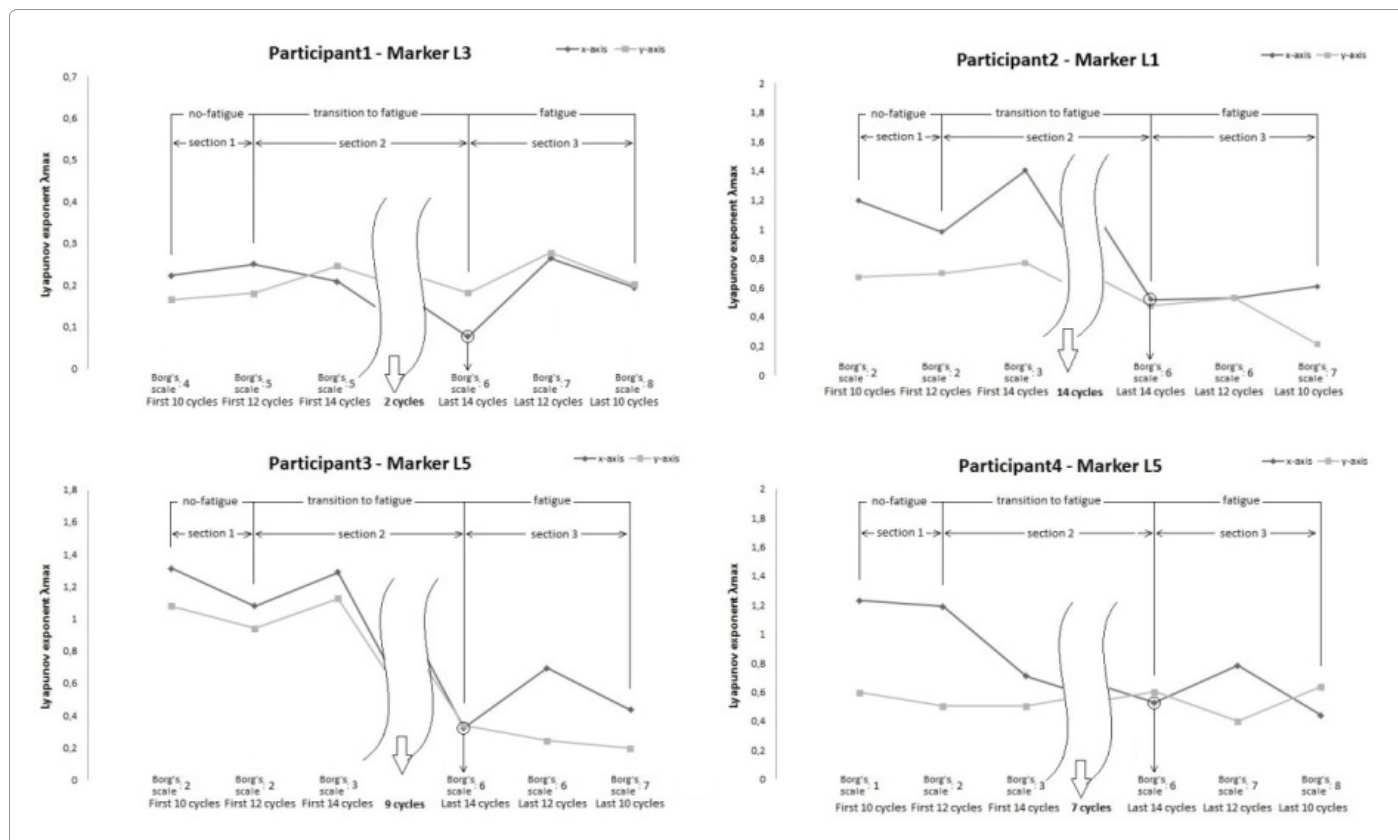 Participant1 - Marker L3
x-axis y-axis
Lyapunov exponent λmax
0,7
0,6
0,5
0,4
0,3
0,2
0,1
0
no-fatigue transition to fatigue fatigue
section 1 section 2 section 3
Borg's scale : 4 Borg's scale : 5 Borg's scale : 5 Borg's scale : 6 Borg's scale : 7 Borg's scale : 8
First 10 cycles First 12 cycles First 14 cycles 2 cycles Last 14 cycles Last 12 cycles Last 10 cycles
Participant2 - Marker L1
x-axis y-axis
Lyapunov exponent λmax
2
1,8
1,6
1,4
1,2
1
0,8
0,6
0,4
0,2
0
no-fatigue transition to fatigue fatigue
section 1 section 2 section 3
Borg's scale : 2 Borg's scale : 2 Borg's scale : 3 Borg's scale : 6 Borg's scale : 6 Borg's scale : 7
First 10 cycles First 12 cycles First 14 cycles 14 cycles Last 14 cycles Last 12 cycles Last 10 cycles
Participant3 - Marker L5
x-axis y-axis
Lyapunov exponent λmax
1,8
1,6
1,4
1,2
1
0,8
0,6
0,4
0,2
0
no-fatigue transition to fatigue fatigue
section 1 section 2 section 3
Borg's scale : 2 Borg's scale : 2 Borg's scale : 3 Borg's scale : 6 Borg's scale : 6 Borg's scale : 7
First 10 cycles First 12 cycles First 14 cycles 9 cycles Last 14 cycles Last 12 cycles Last 10 cycles
Participant4 - Marker L5
x-axis y-axis
Lyapunov exponent λmax
2
1,8
1,6
1,4
1,2
1
0,8
0,6
0,4
0,2
0
no-fatigue transition to fatigue fatigue
section 1 section 2 section 3
Borg's scale : 1 Borg's scale : 2 Borg's scale : 3 Borg's scale : 6 Borg's scale : 7 Borg's scale : 8
First 10 cycles First 12 cycles First 14 cycles 7 cycles Last 14 cycles Last 12 cycles Last 10 cycles